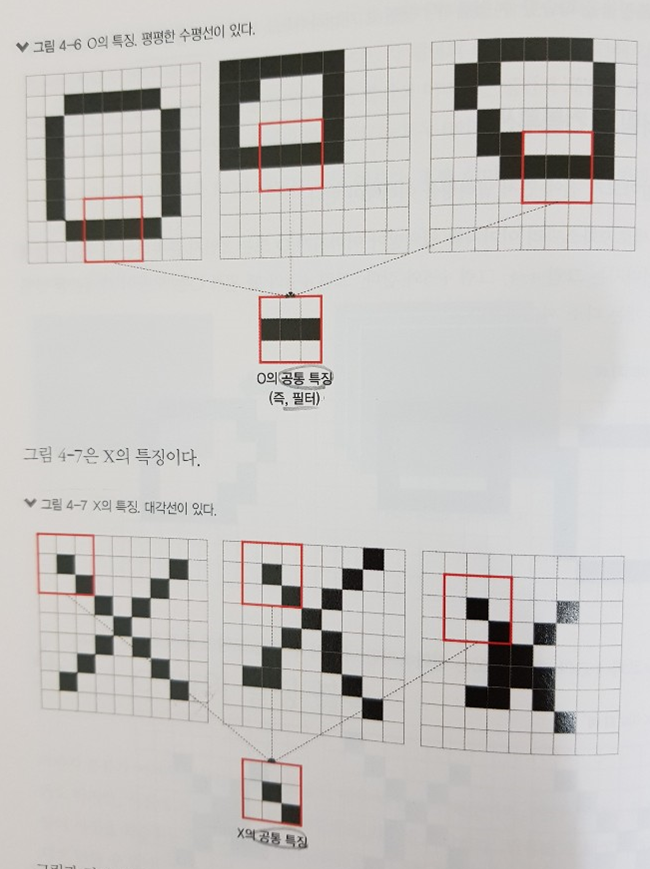 그림 4-6 O의 특징. 평평한 수평선이 있다.
O의 공통 특징
(즉, 필터)
그림 4-7은 X의 특징이다.
그림 4-7 X의 특징. 대각선이 있다.
X의 공통 특징